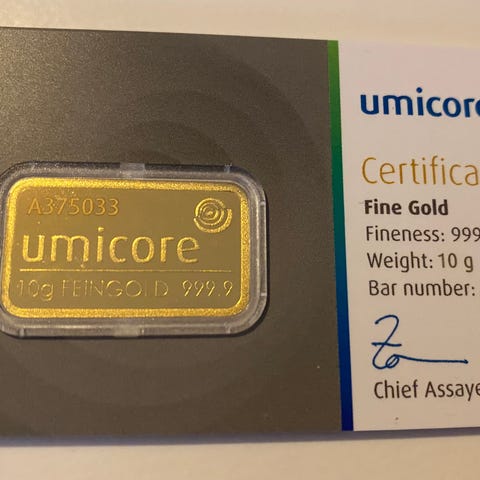 A375033
umicore
10g FEINGOLD 999.9
umicore
Certifica
Fine Gold
Fineness: 999
Weight: 10 g
Bar number:
Chief Assaye